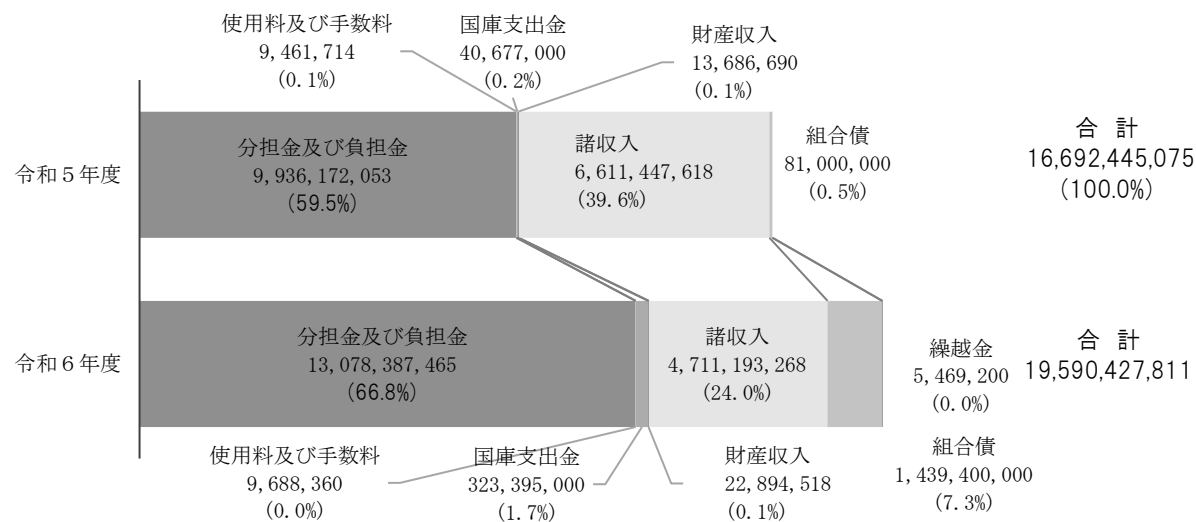 使用料及び手数料
9,461,714
(0.1%)
国庫支出金
40,677,000
(0.2%)
財産収入
13,686,690
(0.1%)
令和５年度
分担金及び負担金
9,936,172,053
(59.5%)
諸収入
6,611,447,618
(39.6%)
組合債
81,000,000
(0.5%)
合 計
16,692,445,075
(100.0%)
令和６年度
分担金及び負担金
13,078,387,465
(66.8%)
諸収入
4,711,193,268
(24.0%)
繰越金
5,469,200
(0.0%)
合 計
19,590,427,811
使用料及び手数料
9,688,360
(0.0%)
国庫支出金
323,395,000
(1.7%)
財産収入
22,894,518
(0.1%)
組合債
1,439,400,000
(7.3%)